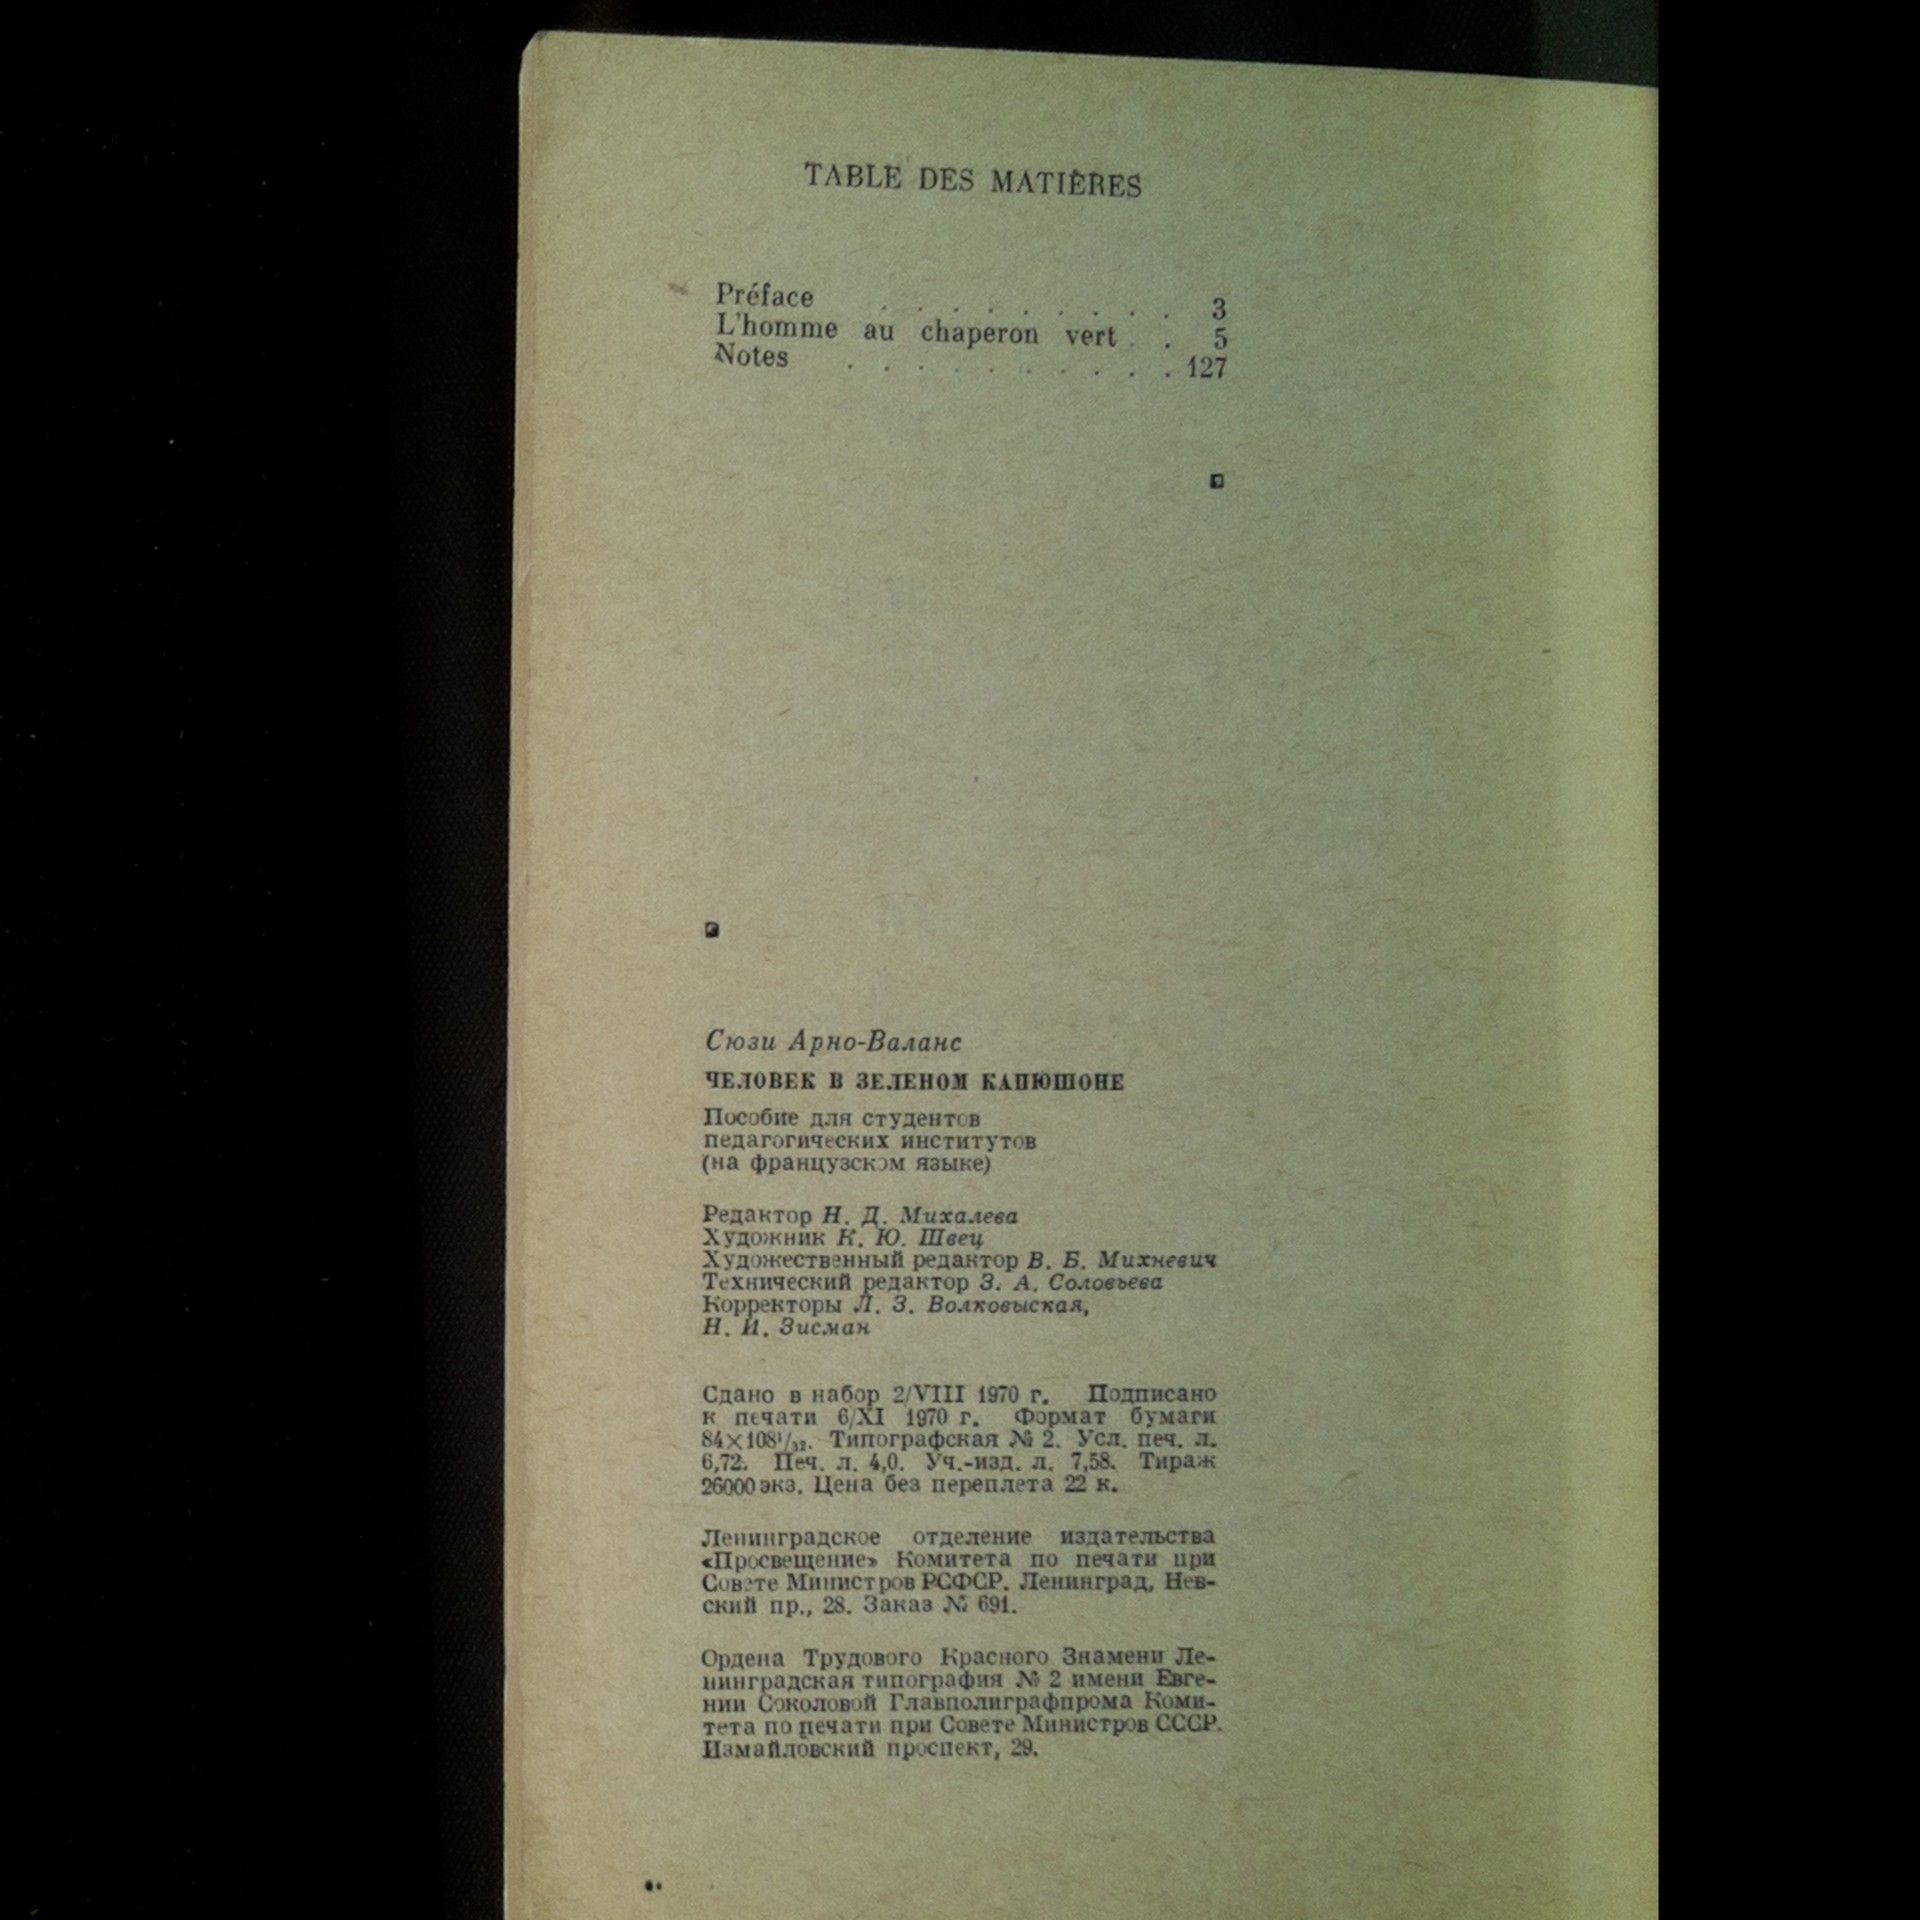 TABLE DES MATIÈRES
Préface . . . . . . . . . 3
L'homme au chaperon vert . . 5
Notes . . . . . . . . . . 127
Сюзи Арно-Валанс
ЧЕЛОВЕК В ЗЕЛЕНОМ КАПЮШОНЕ
Пособие для студентов
педагогических институтов
(на французском языке)
Редактор Н. Д. Михалева
Художник К. Ю. Швец
Художественный редактор В. Б. Михневич
Технический редактор З. А. Соловьева
Корректоры Л. З. Волковыская,
Н. И. Зисман
Сдано в набор 2/VIII 1970 г. Подписано
к печати 6/XI 1970 г. Формат бумаги
84×108¹/₃₂. Типографская № 2. Усл. печ. л.
6,72. Печ. л. 4,0. Уч.-изд. л. 7,58. Тираж
26000 экз. Цена без переплета 22 к.
Ленинградское отделение издательства
«Просвещение» Комитета по печати при
Совете Министров РСФСР. Ленинград, Нев-
ский пр., 28. Заказ № 691.
Ордена Трудового Красного Знамени Ле-
нинградская типография № 2 имени Евге-
нии Соколовой Главполиграфпрома Коми-
тета по печати при Совете Министров СССР.
Измайловский проспект, 29.